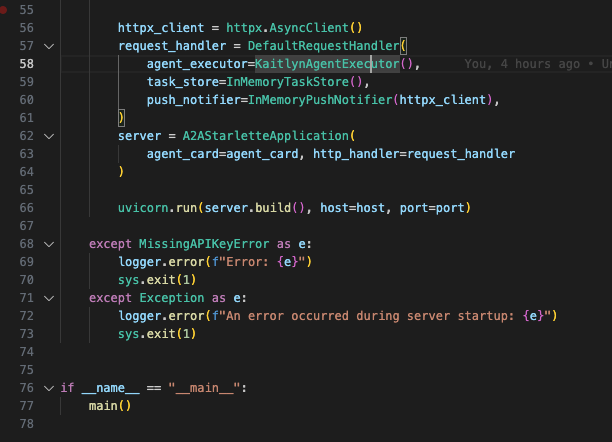 55
56 httpx_client = httpx.AsyncClient()
57 request_handler = DefaultRequestHandler(
58 agent_executor=KaitlynAgentExecutor(), You, 4 hours ago • Un
59 task_store=InMemoryTaskStore(),
60 push_notifier=InMemoryPushNotifier(httpx_client),
61 )
62 server = A2AStarletteApplication(
63 agent_card=agent_card, http_handler=request_handler
64 )
65
66 uvicorn.run(server.build(), host=host, port=port)
67
68 except MissingAPIKeyError as e:
69 logger.error(f"Error: {e}")
70 sys.exit(1)
71 except Exception as e:
72 logger.error(f"An error occurred during server startup: {e}")
73 sys.exit(1)
74
75
76 if __name__ == "__main__":
77 main()
78